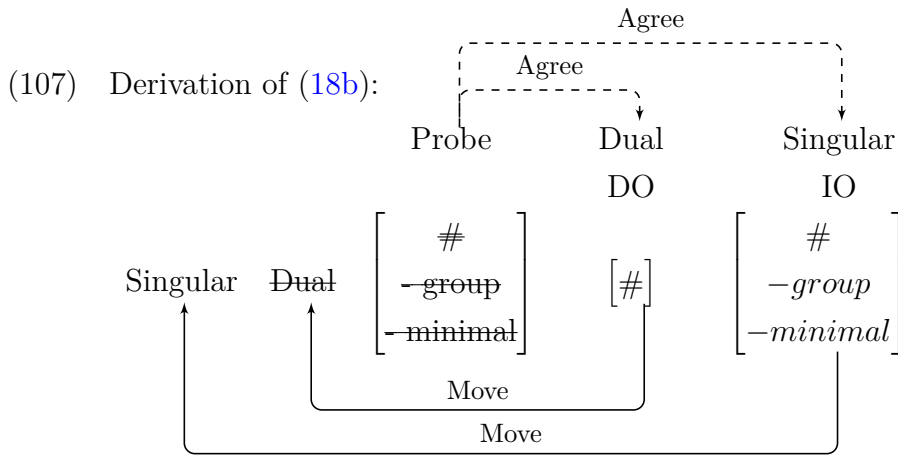 Agree
(107) Derivation of (18b):
Agree
Probe Dual Singular
DO IO
# #
Singular Dual - group [#] −group
- minimal −minimal
Move
Move